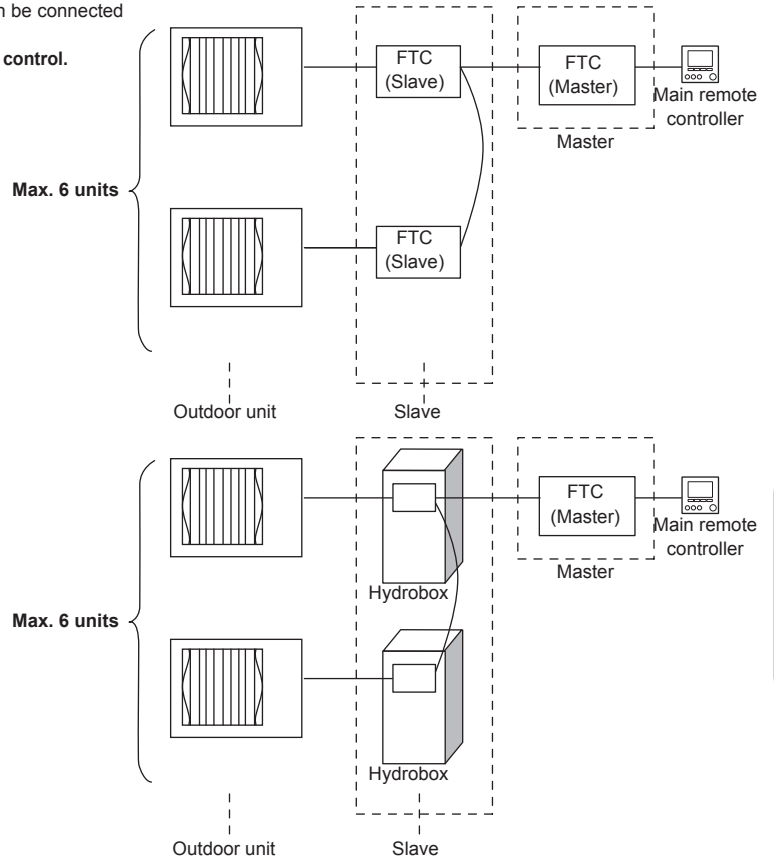 be connected
control.
FTC
(Slave)
FTC
(Master)
Main remote
controller
Master
Max. 6 units
FTC
(Slave)
Outdoor unit
Slave
FTC
(Master)
Main remote
controller
Master
Hydrobox
Max. 6 units
Hydrobox
Outdoor unit
Slave